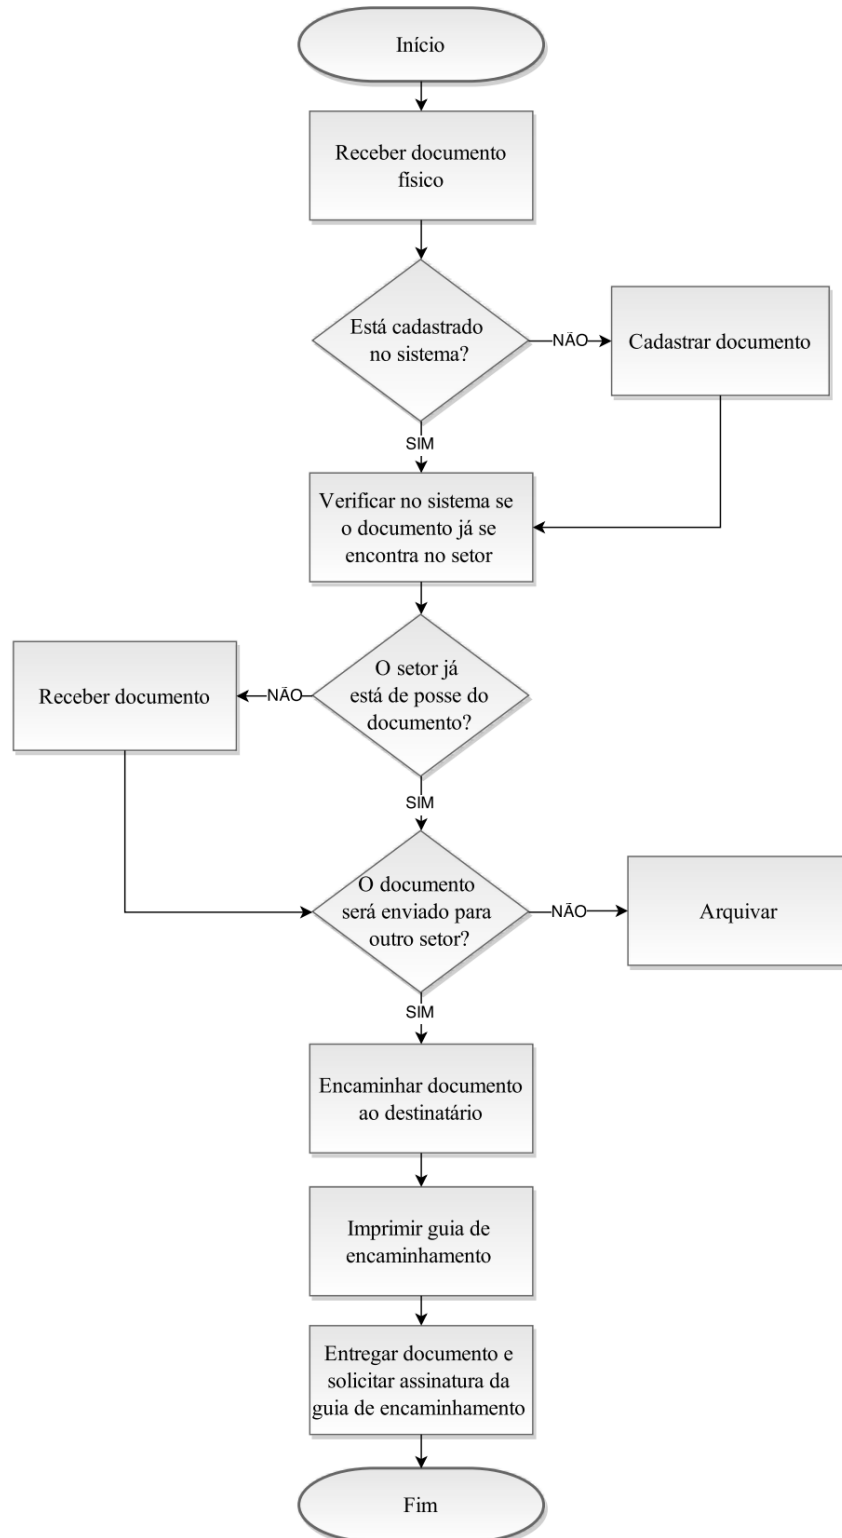 Início
Receber documento
físico
Está cadastrado
no sistema?
NÃO
Cadastrar documento
SIM
Verificar no sistema se
o documento já se
encontra no setor
O setor já
está de posse do
documento?
NÃO
Receber documento
SIM
O documento
será enviado para
outro setor?
NÃO
Arquivar
SIM
Encaminhar documento
ao destinatário
Imprimir guia de
encaminhamento
Entregar documento e
solicitar assinatura da
guia de encaminhamento
Fim